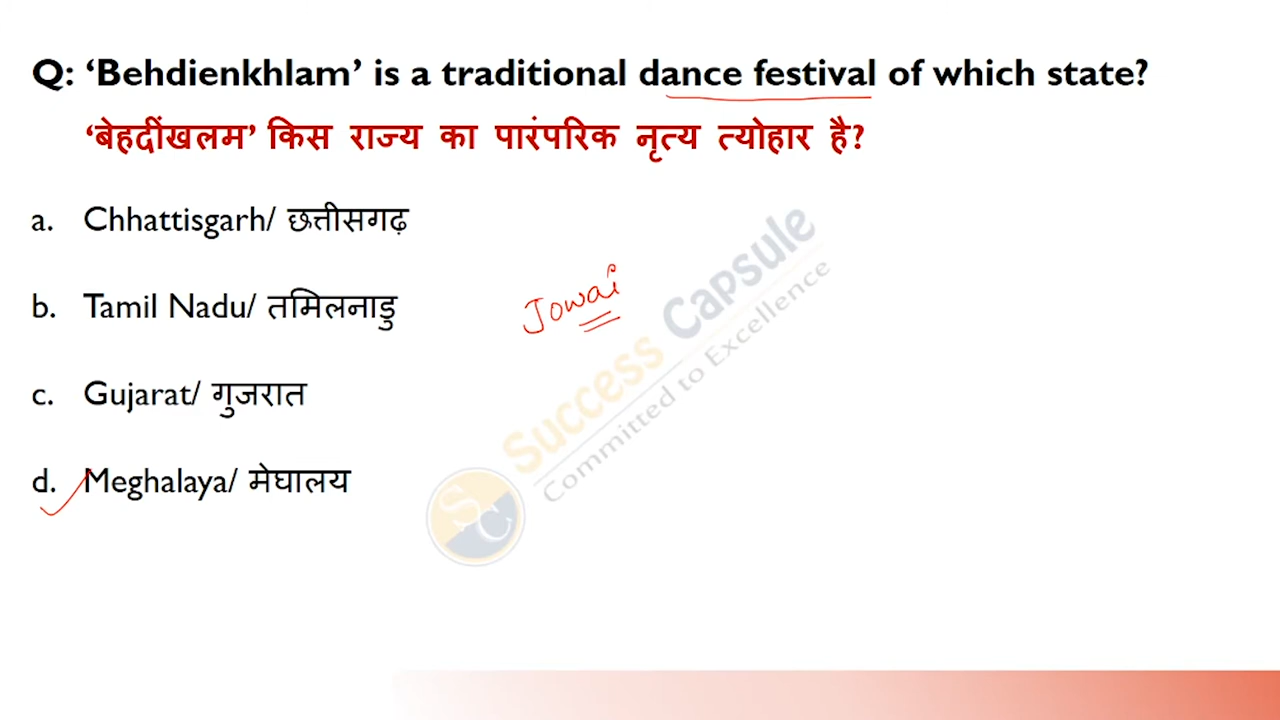 Q: ‘Behdienkhlam’ is a traditional dance festival of which state?
‘बेहदींखलम’ किस राज्य का पारंपरिक नृत्य त्योहार है?
a. Chhattisgarh/ छत्तीसगढ़
b. Tamil Nadu/ तमिलनाडु
Jowai
c. Gujarat/ गुजरात
d. Meghalaya/ मेघालय
Success Capsule
Committed to Excellence
SC